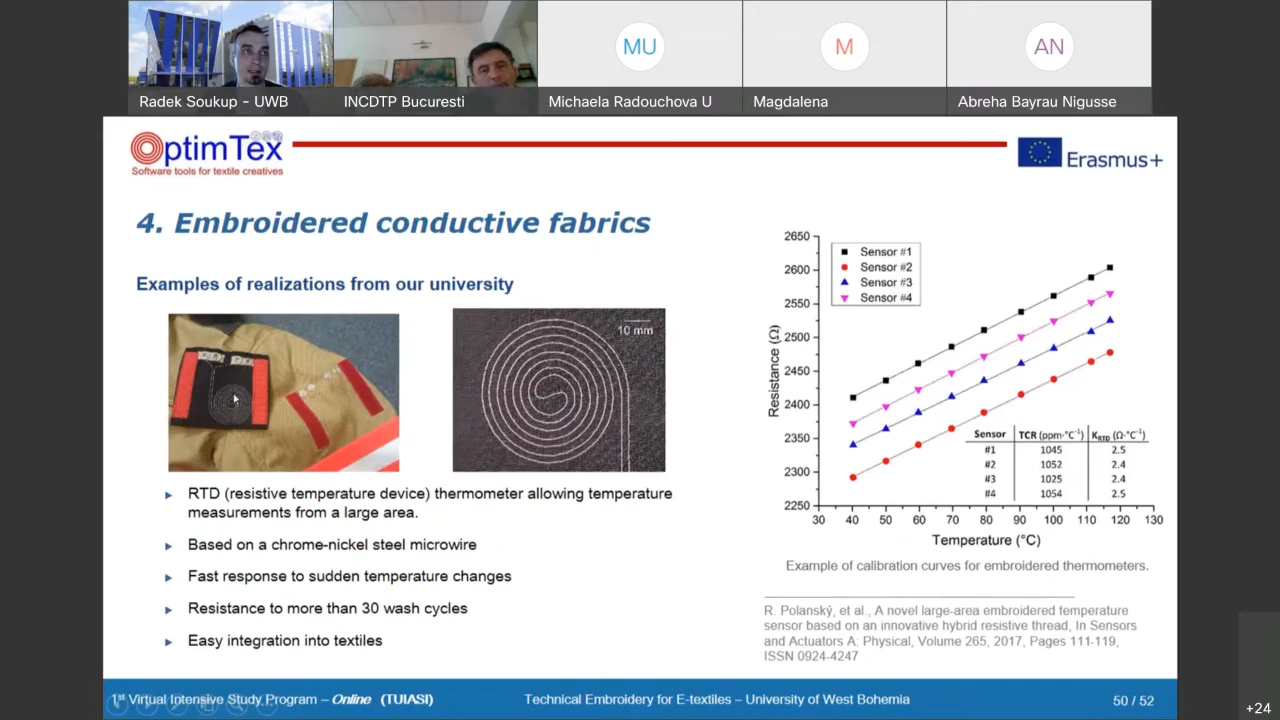 MU
M
AN
Radek Soukup - UWB
INCDTP Bucuresti
Michaela Radouchova U
Magdalena
Abreha Bayrau Nigusse
OptimTex
Software tools for textile creatives
Erasmus+
4. Embroidered conductive fabrics
Examples of realizations from our university
10 mm
RTD (resistive temperature device) thermometer allowing temperature
measurements from a large area.
Based on a chrome-nickel steel microwire
Fast response to sudden temperature changes
Resistance to more than 30 wash cycles
Easy integration into textiles
2650
2600
2550
2500
2450
2400
2350
2300
2250
Resistance (Ω)
Sensor #1
Sensor #2
Sensor #3
Sensor #4
Sensor TCR (ppm·°C⁻¹) K_RTD (Ω·°C⁻¹)
#1 1045 2.5
#2 1052 2.4
#3 1025 2.4
#4 1054 2.5
30 40 50 60 70 80 90 100 110 120 130
Temperature (°C)
Example of calibration curves for embroidered thermometers.
R. Polanský, et al., A novel large-area embroidered temperature
sensor based on an innovative hybrid resistive thread, In Sensors
and Actuators A: Physical, Volume 265, 2017, Pages 111-119,
ISSN 0924-4247
1st Virtual Intensive Study Program – Online (TUIASI)
Technical Embroidery for E-textiles – University of West Bohemia
50 / 52
+24